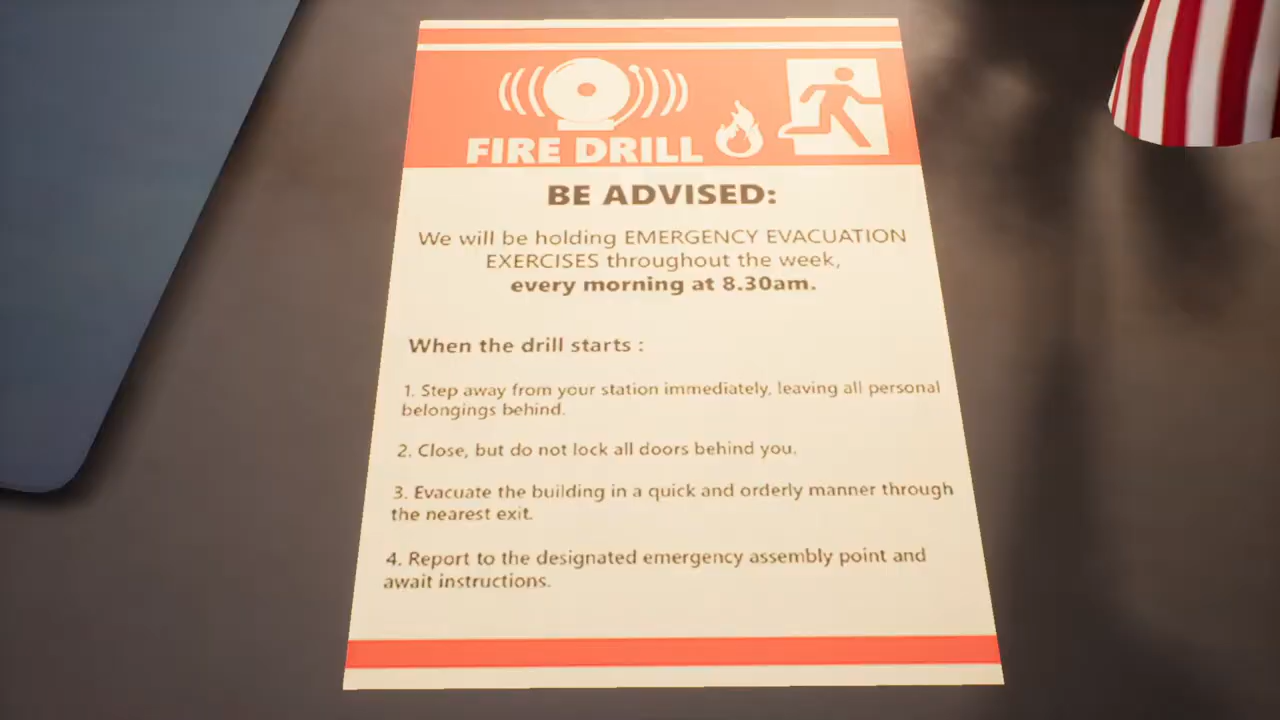 FIRE DRILL
BE ADVISED:
We will be holding EMERGENCY EVACUATION
EXERCISES throughout the week,
every morning at 8.30am.
When the drill starts :
1. Step away from your station immediately, leaving all personal
belongings behind.
2. Close, but do not lock all doors behind you.
3. Evacuate the building in a quick and orderly manner through
the nearest exit.
4. Report to the designated emergency assembly point and
await instructions.